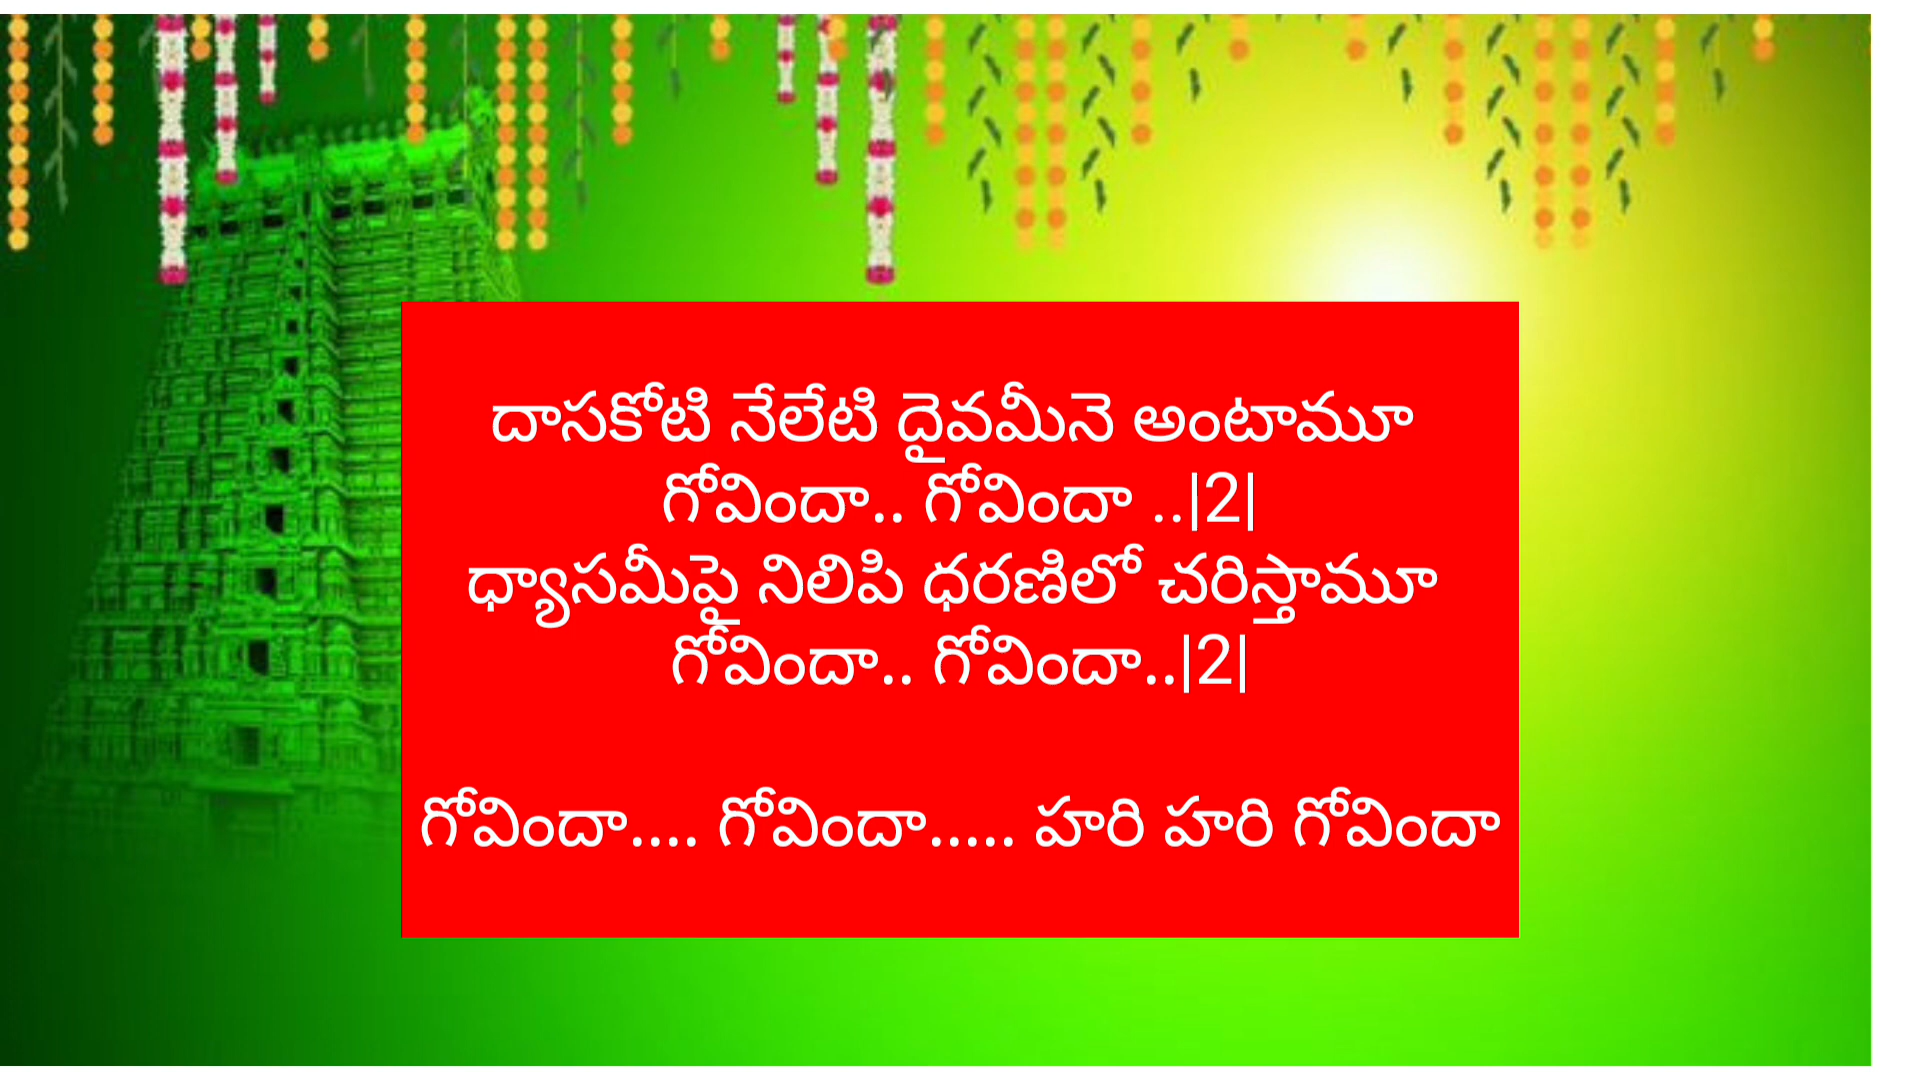 దాసకోటి నేలేటి దైవమీనె అంటామూ
గోవిందా.. గోవిందా ..|2|
ధ్యాసమీపై నిలిపి ధరణిలో చరిస్తామూ
గోవిందా.. గోవిందా..|2|
గోవిందా.... గోవిందా..... హరి హరి గోవిందా